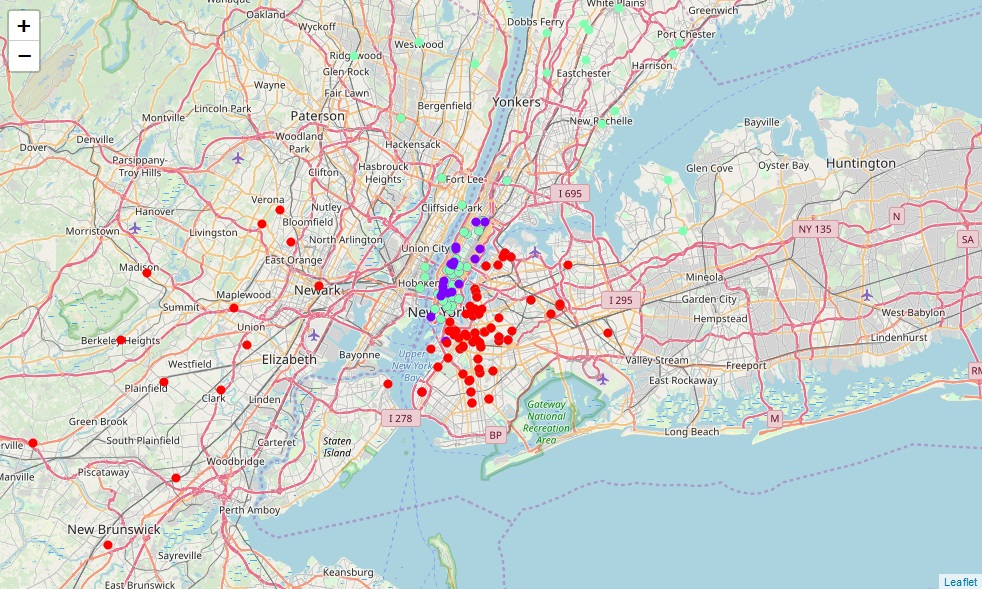 Wyckoff
Oakland
Dobbs Ferry
White Plains
Greenwich
+
−
Ridgewood
Westwood
Port Chester
Glen Rock
Eastchester
Harrison
Wayne
Fair Lawn
Lincoln Park
Bergenfield
Yonkers
Montville
Paterson
New Rochelle
Bayville
Denville
Woodland
Park
Hackensack
Dover
Parsippany-
Troy Hills
Clifton
Hasbrouck
Heights
Fort Lee
Glen Cove
Oyster Bay
Huntington
I 695
Verona
Nutley
Cliffside Park
Hanover
Bloomfield
N
Morristown
Livingston
North Arlington
Union City
NY 135
SA
East Orange
Madison
Newark
Hoboken
Mineola
Summit
Maplewood
New York
I 295
Garden City
Hempstead
West Babylon
Union
Berkeley Heights
Elizabeth
Bayonne
Upper
New York
Bay
Valley Stream
Freeport
Lindenhurst
Westfield
East Rockaway
RM
Plainfield
Clark
Linden
Gateway
National
Recreation
Area
Green Brook
I 278
M
South Plainfield
Carteret
Staten
Island
BP
Long Beach
Woodbridge
Piscataway
Manville
Perth Amboy
New Brunswick
Sayreville
Keansburg
East Brunswick
Leaflet